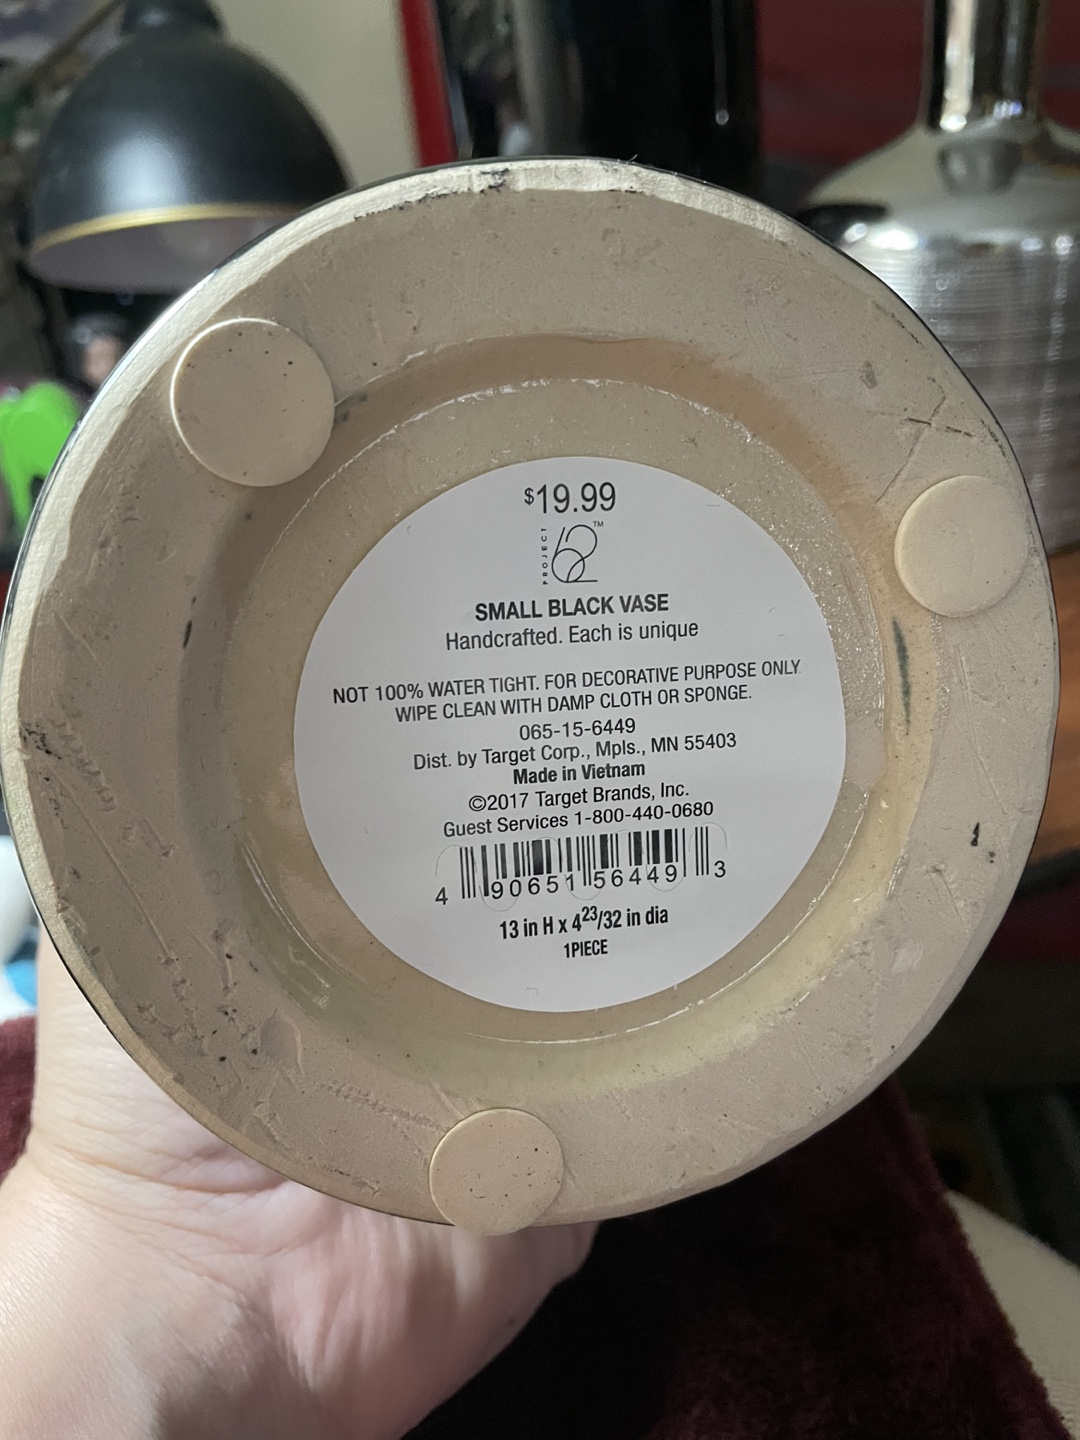 $19.99
PROJECT 62™
SMALL BLACK VASE
Handcrafted. Each is unique
NOT 100% WATER TIGHT. FOR DECORATIVE PURPOSE ONLY.
WIPE CLEAN WITH DAMP CLOTH OR SPONGE.
065-15-6449
Dist. by Target Corp., Mpls., MN 55403
Made in Vietnam
©2017 Target Brands, Inc.
Guest Services 1-800-440-0680
4 90651 56449 3
13 in H x 4 23/32 in dia
1PIECE